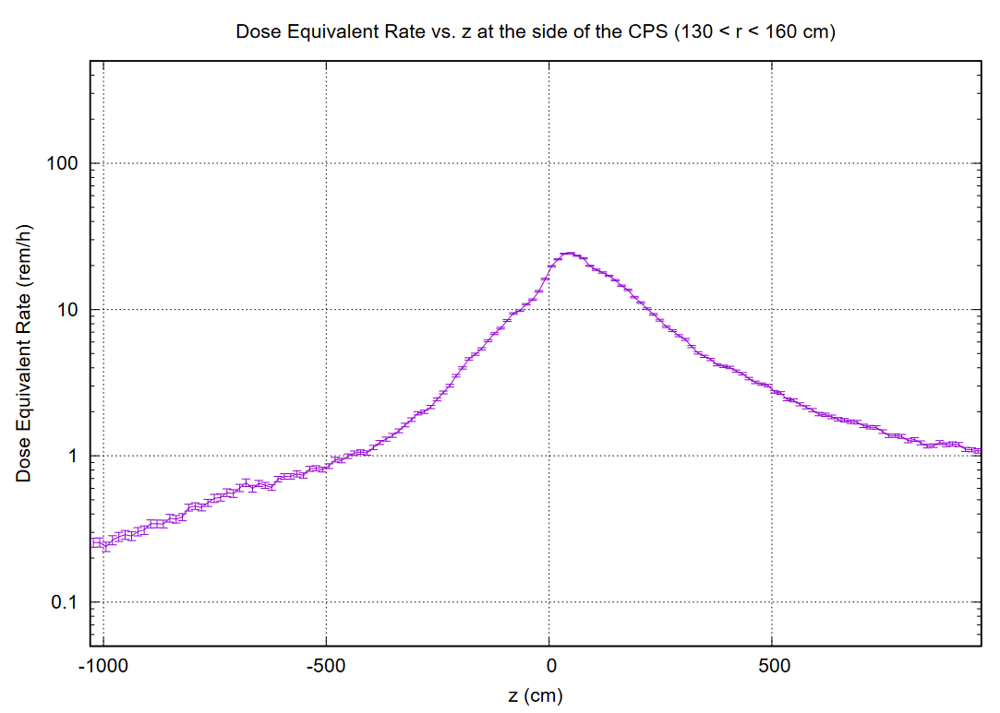 Dose Equivalent Rate vs. z at the side of the CPS (130 < r < 160 cm)
Dose Equivalent Rate (rem/h)
100
10
1
0.1
-1000 -500 0 500
z (cm)